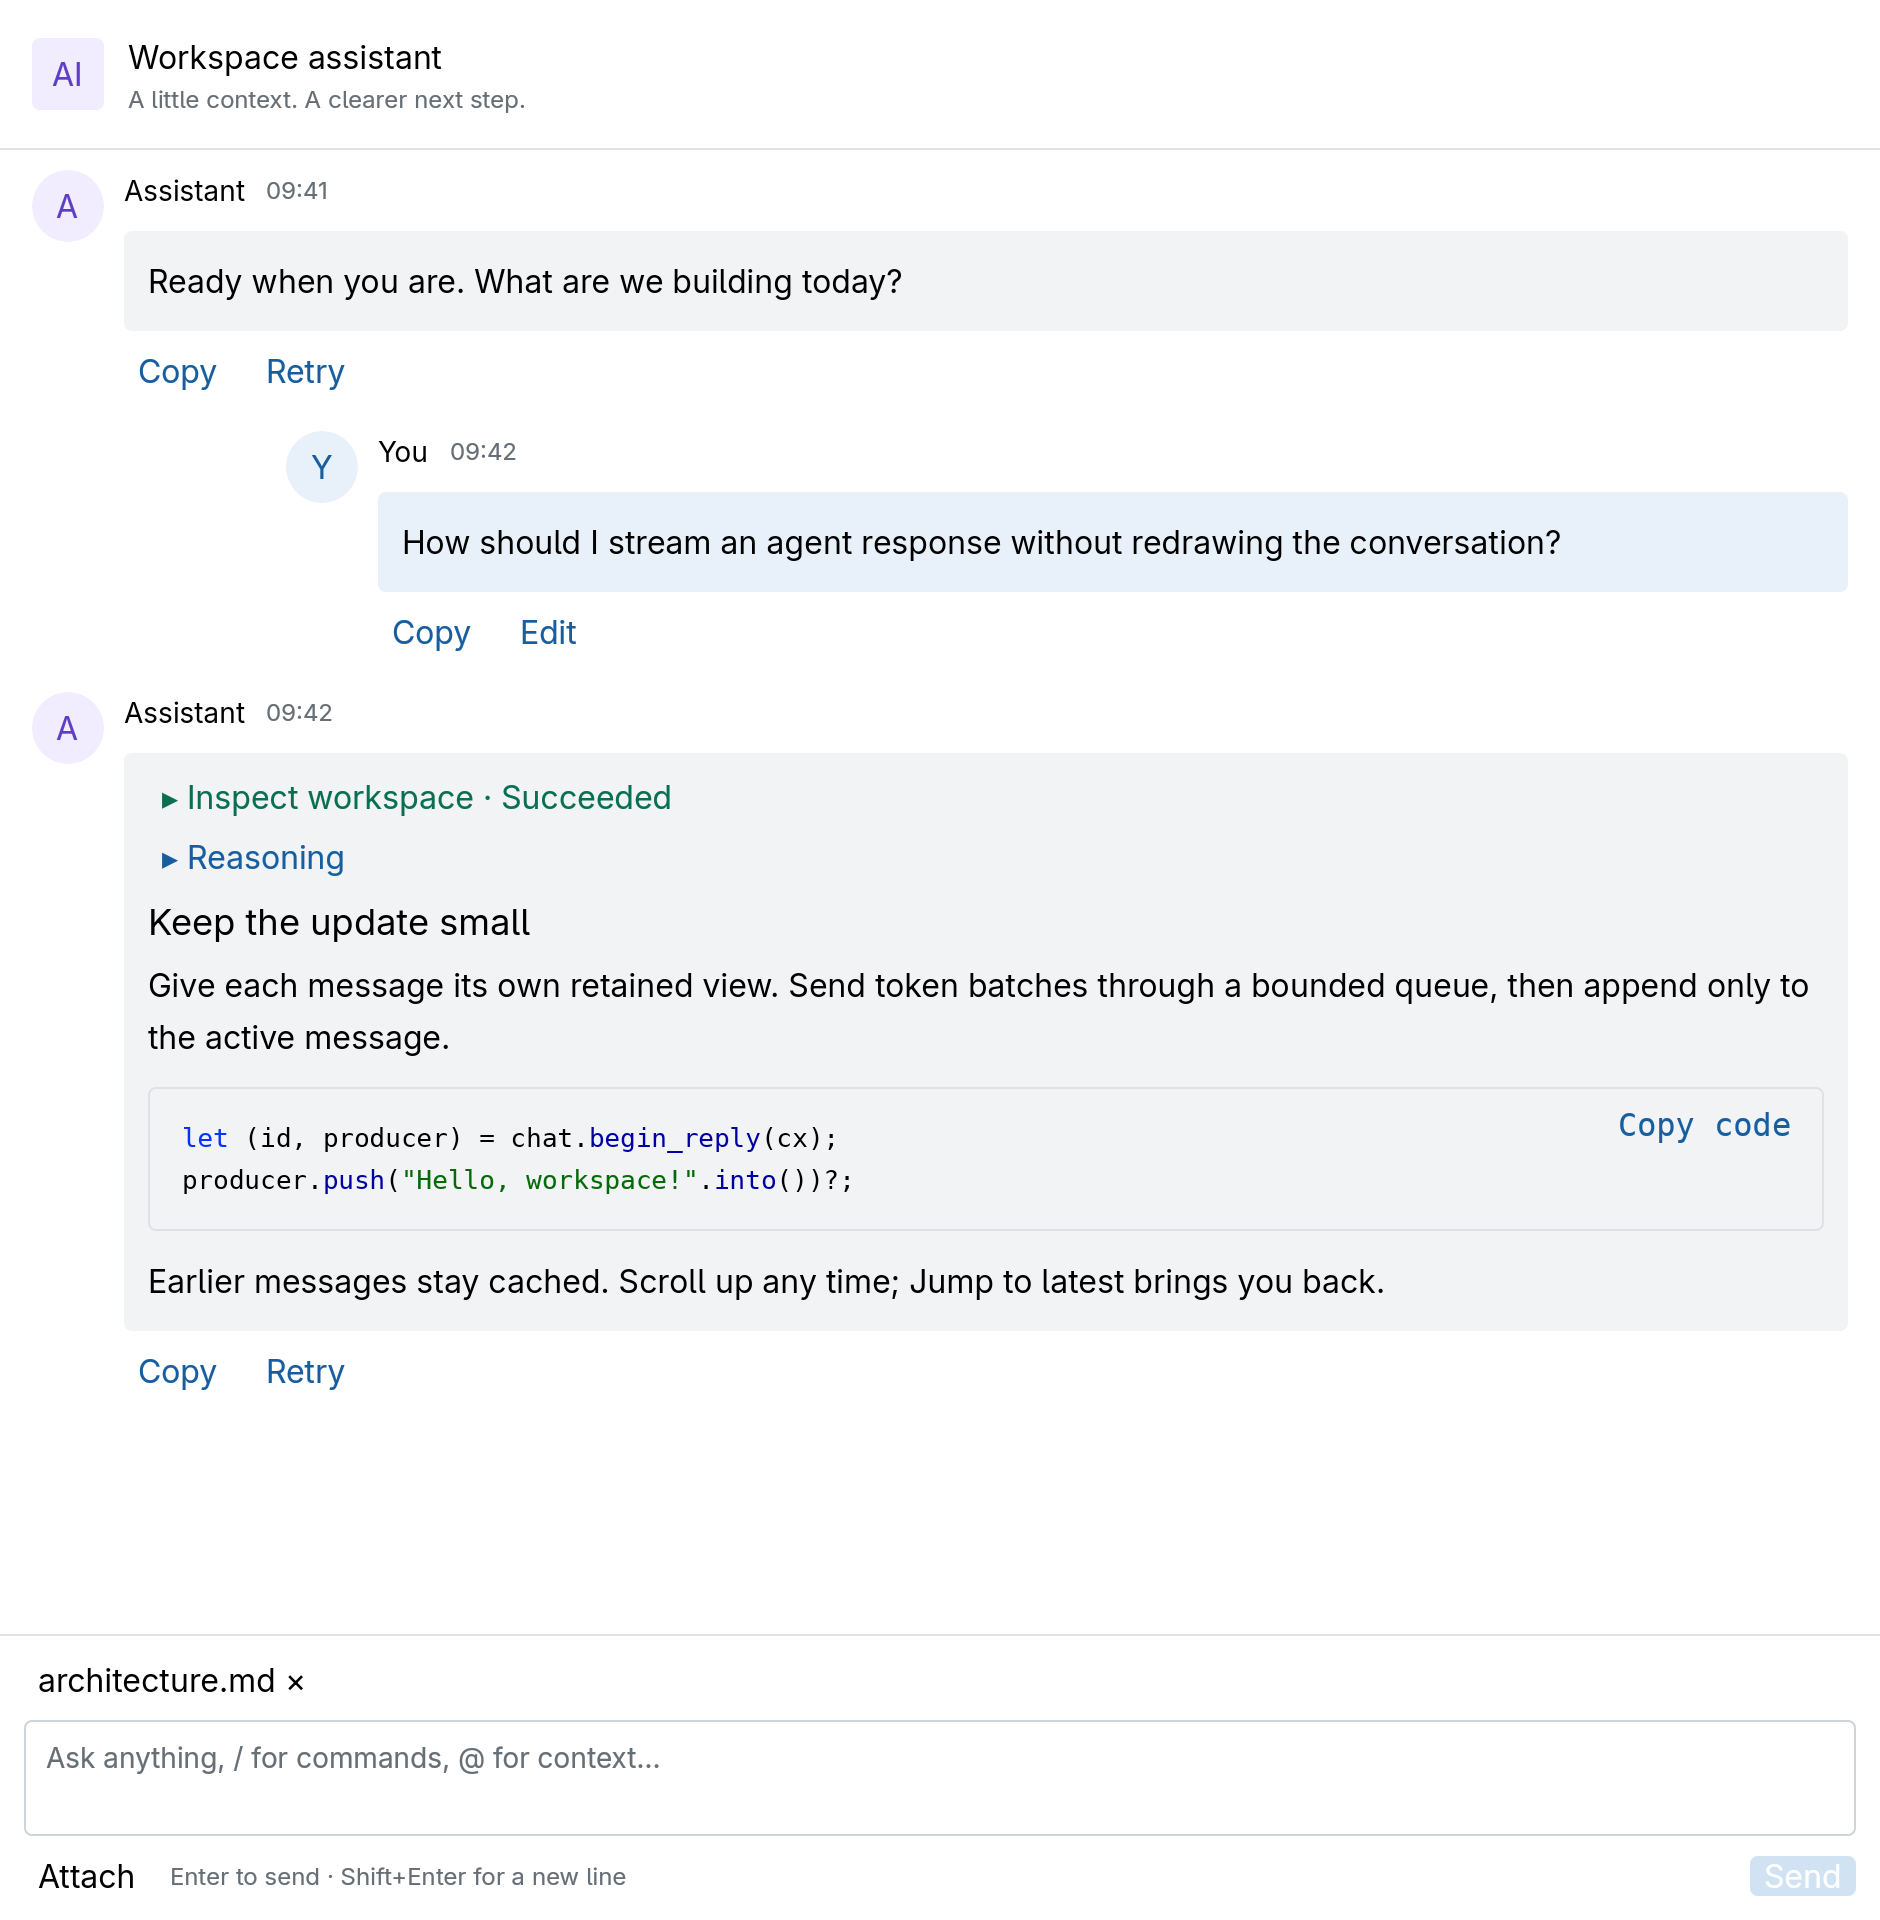 AI
Workspace assistant
A little context. A clearer next step.
A
Assistant 09:41
Ready when you are. What are we building today?
Copy Retry
Y
You 09:42
How should I stream an agent response without redrawing the conversation?
Copy Edit
A
Assistant 09:42
▸ Inspect workspace · Succeeded
▸ Reasoning
Keep the update small
Give each message its own retained view. Send token batches through a bounded queue, then append only to
the active message.
Copy code
let (id, producer) = chat.begin_reply(cx);
producer.push("Hello, workspace!".into())?;
Earlier messages stay cached. Scroll up any time; Jump to latest brings you back.
Copy Retry
architecture.md ×
Ask anything, / for commands, @ for context...
Attach Enter to send · Shift+Enter for a new line Send